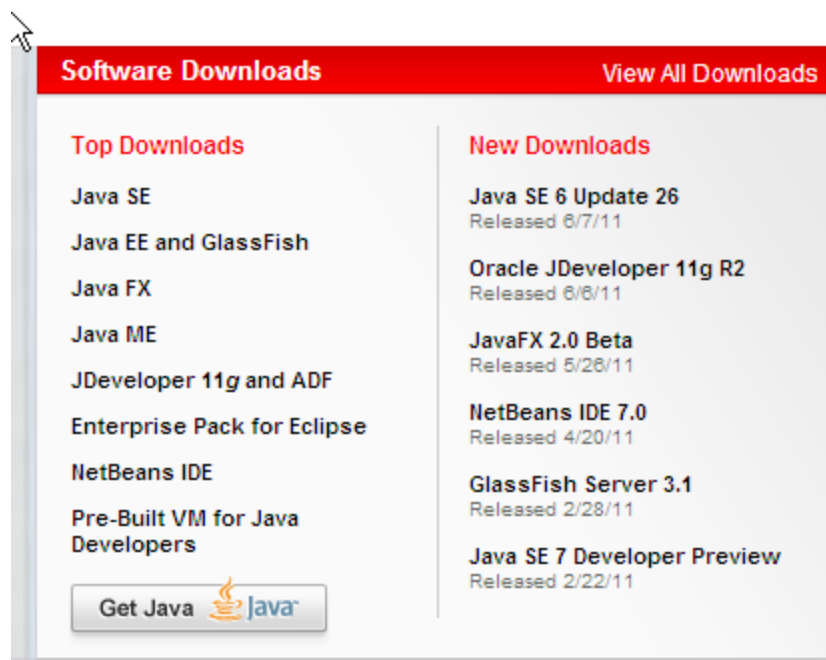 Software Downloads
View All Downloads
Top Downloads
Java SE
Java EE and GlassFish
Java FX
Java ME
JDeveloper 11g and ADF
Enterprise Pack for Eclipse
NetBeans IDE
Pre-Built VM for Java
Developers
Get Java Java™
New Downloads
Java SE 6 Update 26
Released 6/7/11
Oracle JDeveloper 11g R2
Released 6/6/11
JavaFX 2.0 Beta
Released 5/26/11
NetBeans IDE 7.0
Released 4/20/11
GlassFish Server 3.1
Released 2/28/11
Java SE 7 Developer Preview
Released 2/22/11